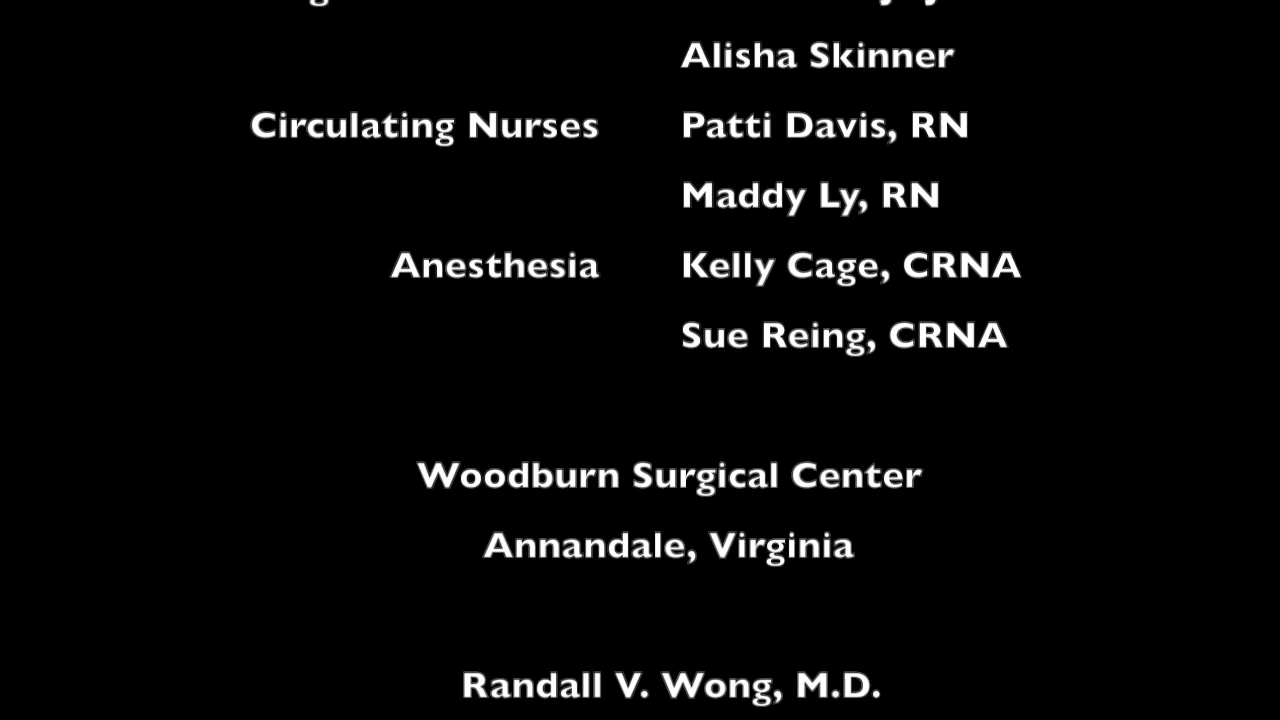 Alisha Skinner
Circulating Nurses Patti Davis, RN
Maddy Ly, RN
Anesthesia Kelly Cage, CRNA
Sue Reing, CRNA
Woodburn Surgical Center
Annandale, Virginia
Randall V. Wong, M.D.